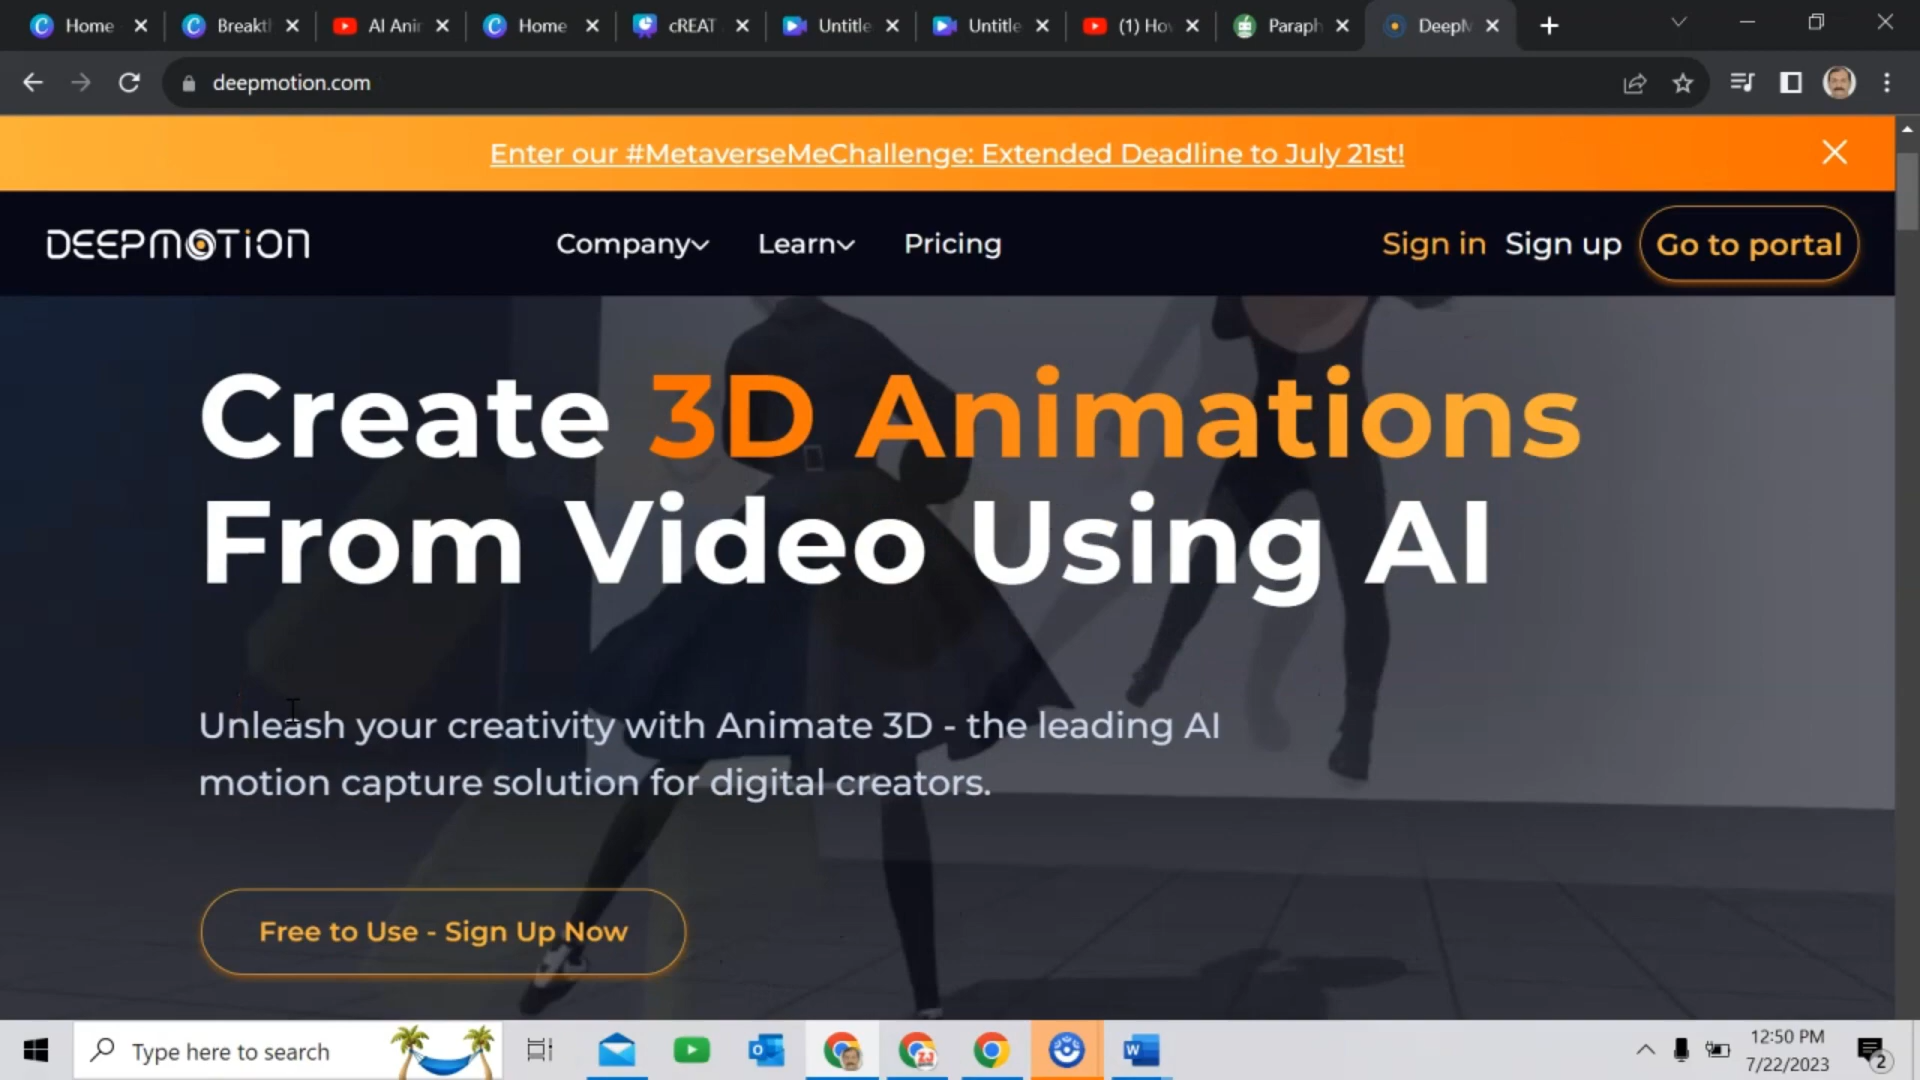 Home
Breakt
AI Anir
Home
cREAT
Untitle
Untitle
(1) Hov
Paraph
DeepM
deepmotion.com
Enter our #MetaverseMeChallenge: Extended Deadline to July 21st!
DEEPMOTION
Company
Learn
Pricing
Sign in
Sign up
Go to portal
Create 3D Animations
From Video Using AI
Unleash your creativity with Animate 3D - the leading AI
motion capture solution for digital creators.
Free to Use - Sign Up Now
Type here to search
12:50 PM
7/22/2023
2